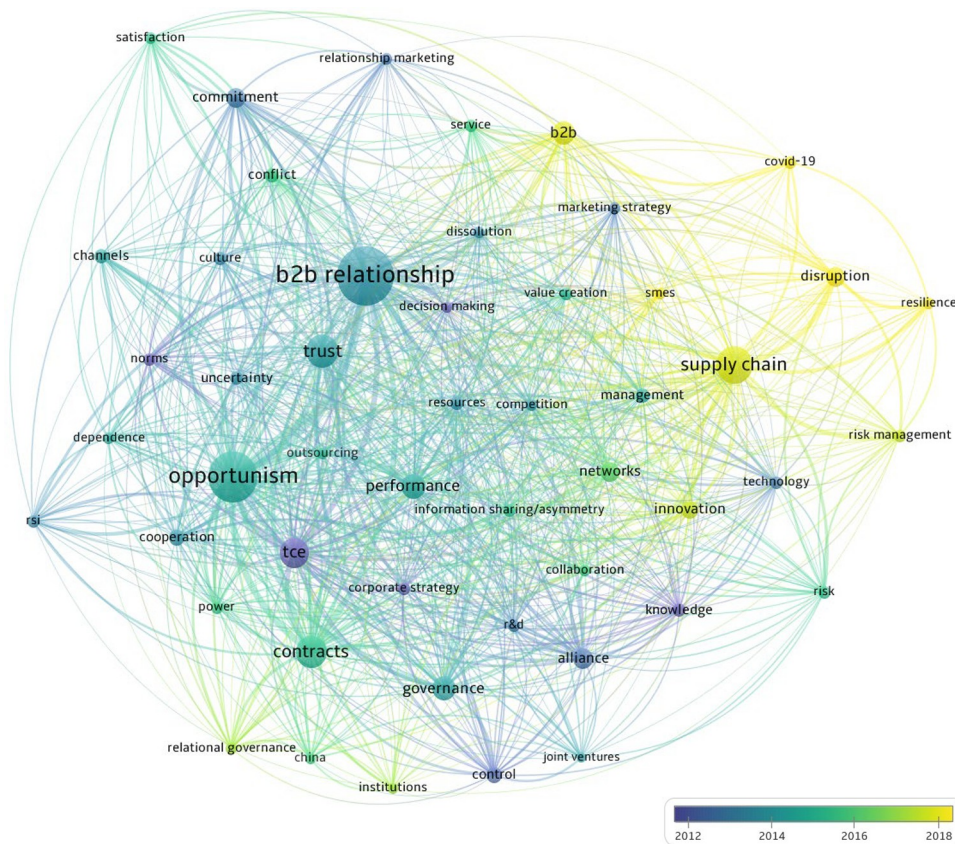 satisfaction
relationship marketing
commitment
service
b2b
covid-19
conflict
marketing strategy
dissolution
channels
culture
b2b relationship
disruption
decision making
value creation
smes
resilience
norms
trust
supply chain
uncertainty
resources
competition
management
dependence
risk management
outsourcing
opportunism
performance
networks
technology
information sharing/asymmetry
innovation
rsi
cooperation
tce
corporate strategy
collaboration
risk
power
r&d
knowledge
contracts
alliance
governance
relational governance
china
joint ventures
control
institutions
2012 2014 2016 2018